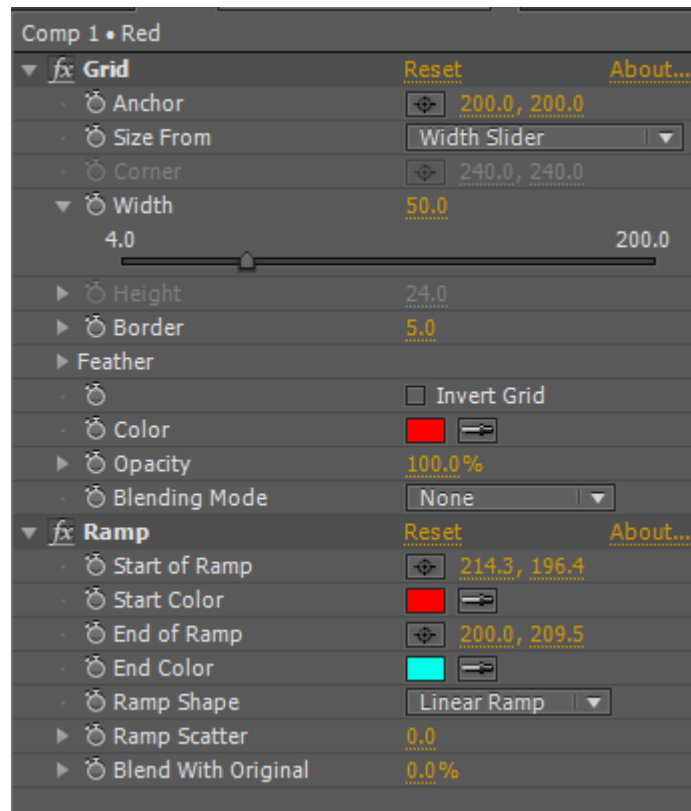 Comp 1 • Red
fx Grid Reset About...
Anchor 200.0, 200.0
Size From Width Slider
Corner 240.0, 240.0
Width 50.0
4.0 200.0
Height 24.0
Border 5.0
Feather
Invert Grid
Color
Opacity 100.0%
Blending Mode None
fx Ramp Reset About...
Start of Ramp 214.3, 196.4
Start Color
End of Ramp 200.0, 209.5
End Color
Ramp Shape Linear Ramp
Ramp Scatter 0.0
Blend With Original 0.0%